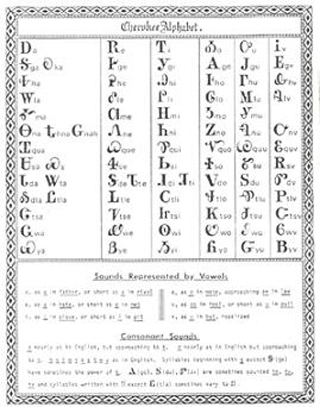 Cherokee Alphabet.
Ꭰa Ꭱe Ꭲi Ꭳo Ꭴu Ꭵv
Ꭶga Ꭷka Ꭸge Ꭹgi Ꭺgo Ꭻgu Ꭼgv
Ꭽha Ꭾhe Ꭿhi Ꮀho Ꮁhu Ꮂhv
Ꮃla Ꮄle Ꮅli Ꮆlo Ꮇlu Ꮈlv
Ꮉma Ꮊme Ꮋmi Ꮌmo Ꮍmu
Ꮎna Ꮏhna Ꮐnah Ꮑne Ꮒni Ꮓno Ꮔnu Ꮕnv
Ꮖqua Ꮗque Ꮘqui Ꮙquo Ꮚquu Ꮛquv
Ꮜsa Ꮝs Ꮞse Ꮟsi Ꮠso Ꮡsu Ꮢsv
Ꮣda Ꮤta Ꮥde Ꮦte Ꮧdi Ꮨti Ꮩdo Ꮪdu Ꮫdv
Ꮬdla Ꮭtla Ꮮtle Ꮯtli Ꮰtlo Ꮱtlu Ꮲtlv
Ꮳtsa Ꮴtse Ꮵtsi Ꮶtso Ꮷtsu Ꮸtsv
Ꮹwa Ꮺwe Ꮻwi Ꮼwo Ꮽwu Ꮾwv
Ꮿya Ᏸye Ᏹyi Ᏺyo Ᏻyu Ᏼyv
Sounds Represented by Vowels
a, as a in father, or short as a in rival
e, as a in hate, or short as e in met
i, as i in pique, or short as i in pit
o, as o in note, approaching aw in law
u, as oo in fool, or short as u in pull
v, as u in but, nasalized
Consonant Sounds
g nearly as in English, but approaching to k. d nearly as in English but approaching
to t. h k l m n q s t w y as in English. Syllables beginning with g except Ꭶ(ga)
have sometimes the power of k. Ꭺ(go), Ꮪ(du), Ꮫ(dv) are sometimes sounded to, tu,
tv and syllables written with tl except Ꮭ(tla) sometimes vary to dl.